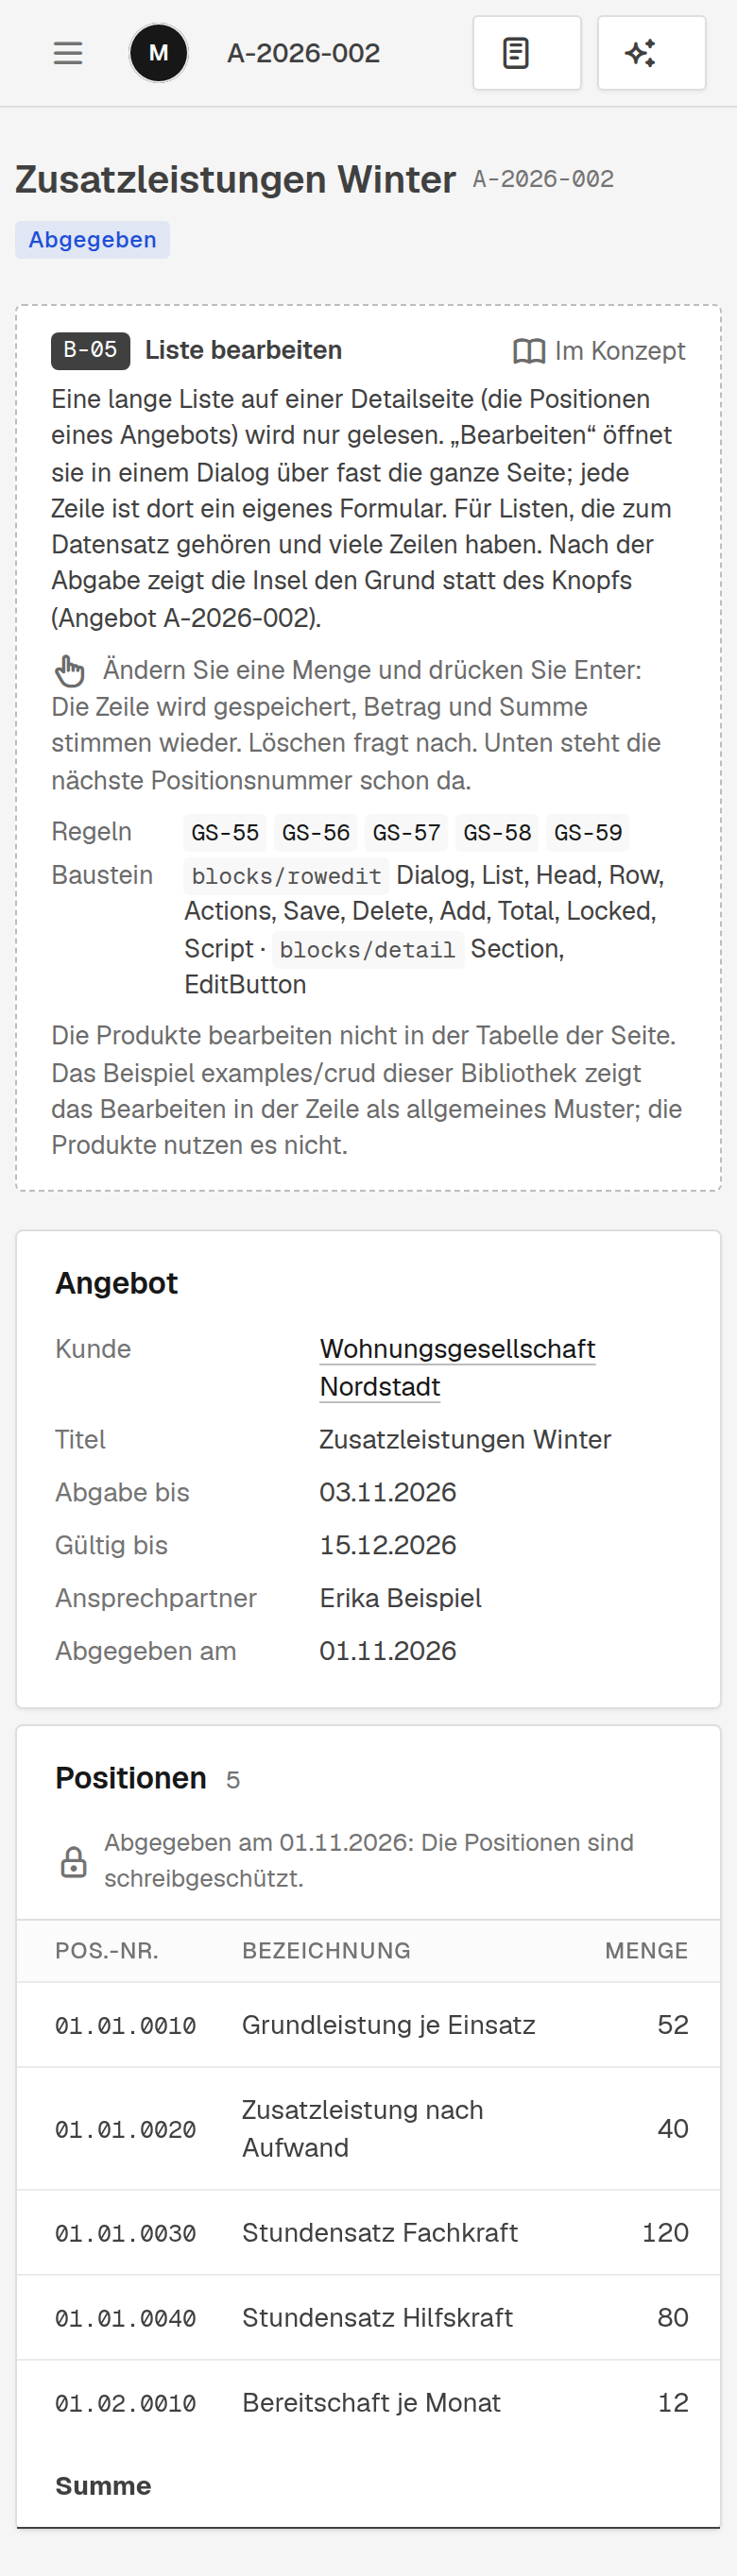 M A-2026-002
Zusatzleistungen Winter A-2026-002
Abgegeben
B-05 Liste bearbeiten Im Konzept
Eine lange Liste auf einer Detailseite (die Positionen
eines Angebots) wird nur gelesen. „Bearbeiten“ öffnet
sie in einem Dialog über fast die ganze Seite; jede
Zeile ist dort ein eigenes Formular. Für Listen, die zum
Datensatz gehören und viele Zeilen haben. Nach der
Abgabe zeigt die Insel den Grund statt des Knopfs
(Angebot A-2026-002).
Ändern Sie eine Menge und drücken Sie Enter:
Die Zeile wird gespeichert, Betrag und Summe
stimmen wieder. Löschen fragt nach. Unten steht die
nächste Positionsnummer schon da.
Regeln GS-55 GS-56 GS-57 GS-58 GS-59
Baustein blocks/rowedit Dialog, List, Head, Row,
Actions, Save, Delete, Add, Total, Locked,
Script · blocks/detail Section,
EditButton
Die Produkte bearbeiten nicht in der Tabelle der Seite.
Das Beispiel examples/crud dieser Bibliothek zeigt
das Bearbeiten in der Zeile als allgemeines Muster; die
Produkte nutzen es nicht.
Angebot
Kunde Wohnungsgesellschaft
Nordstadt
Titel Zusatzleistungen Winter
Abgabe bis 03.11.2026
Gültig bis 15.12.2026
Ansprechpartner Erika Beispiel
Abgegeben am 01.11.2026
Positionen 5
Abgegeben am 01.11.2026: Die Positionen sind
schreibgeschützt.
POS.-NR. BEZEICHNUNG MENGE
01.01.0010 Grundleistung je Einsatz 52
01.01.0020 Zusatzleistung nach
Aufwand 40
01.01.0030 Stundensatz Fachkraft 120
01.01.0040 Stundensatz Hilfskraft 80
01.02.0010 Bereitschaft je Monat 12
Summe